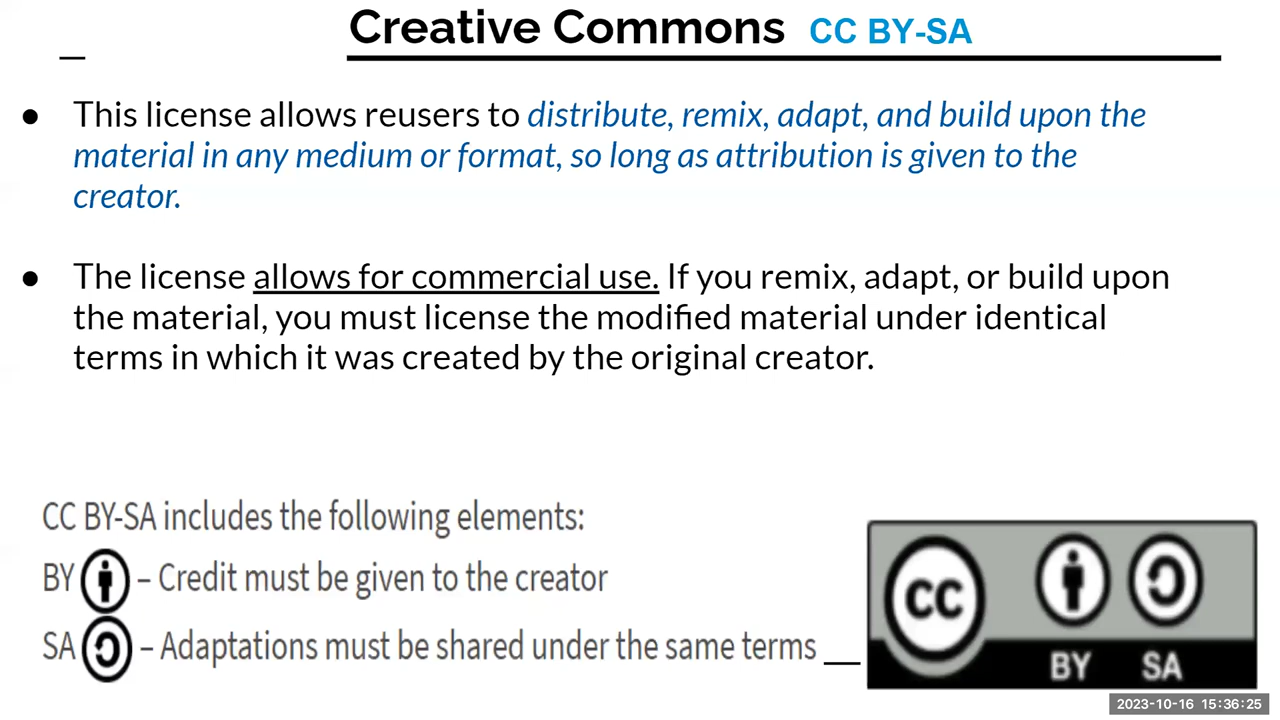 Creative Commons CC BY-SA
● This license allows reusers to distribute, remix, adapt, and build upon the
material in any medium or format, so long as attribution is given to the
creator.
● The license allows for commercial use. If you remix, adapt, or build upon
the material, you must license the modified material under identical
terms in which it was created by the original creator.
CC BY-SA includes the following elements:
BY – Credit must be given to the creator
SA – Adaptations must be shared under the same terms
CC
BY SA
2023-10-16 15:36:25